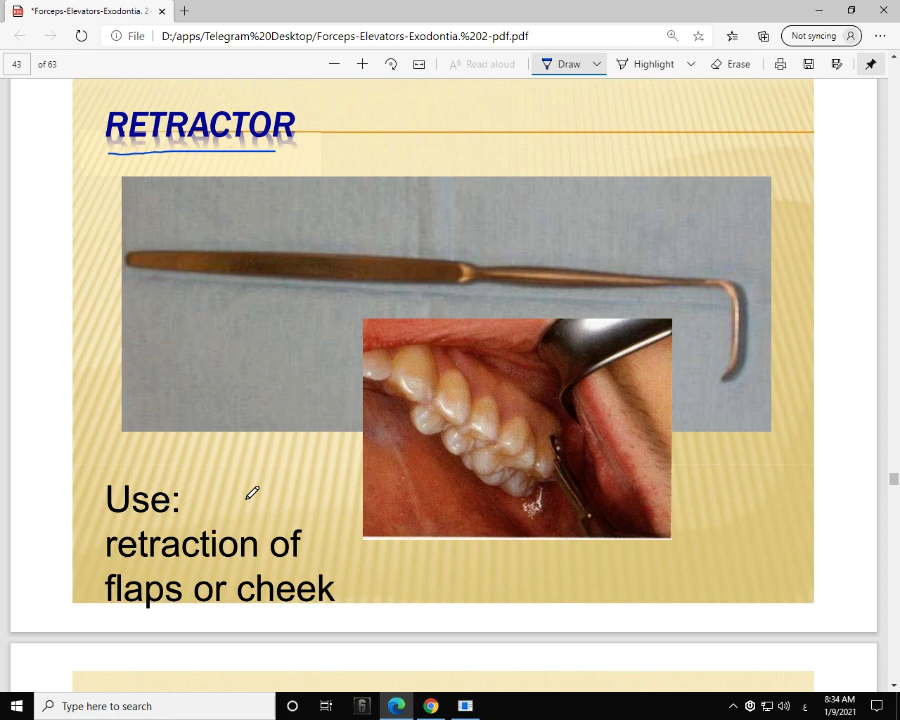 *Forceps-Elevators-Exodontia. 2-
File
D:/apps/Telegram%20Desktop/Forceps-Elevators-Exodontia.%202-pdf.pdf
Not syncing
43 of 63
Read aloud
Draw
Highlight
Erase
RETRACTOR
Use:
retraction of
flaps or cheek
Type here to search
ع
8:34 AM
1/9/2021